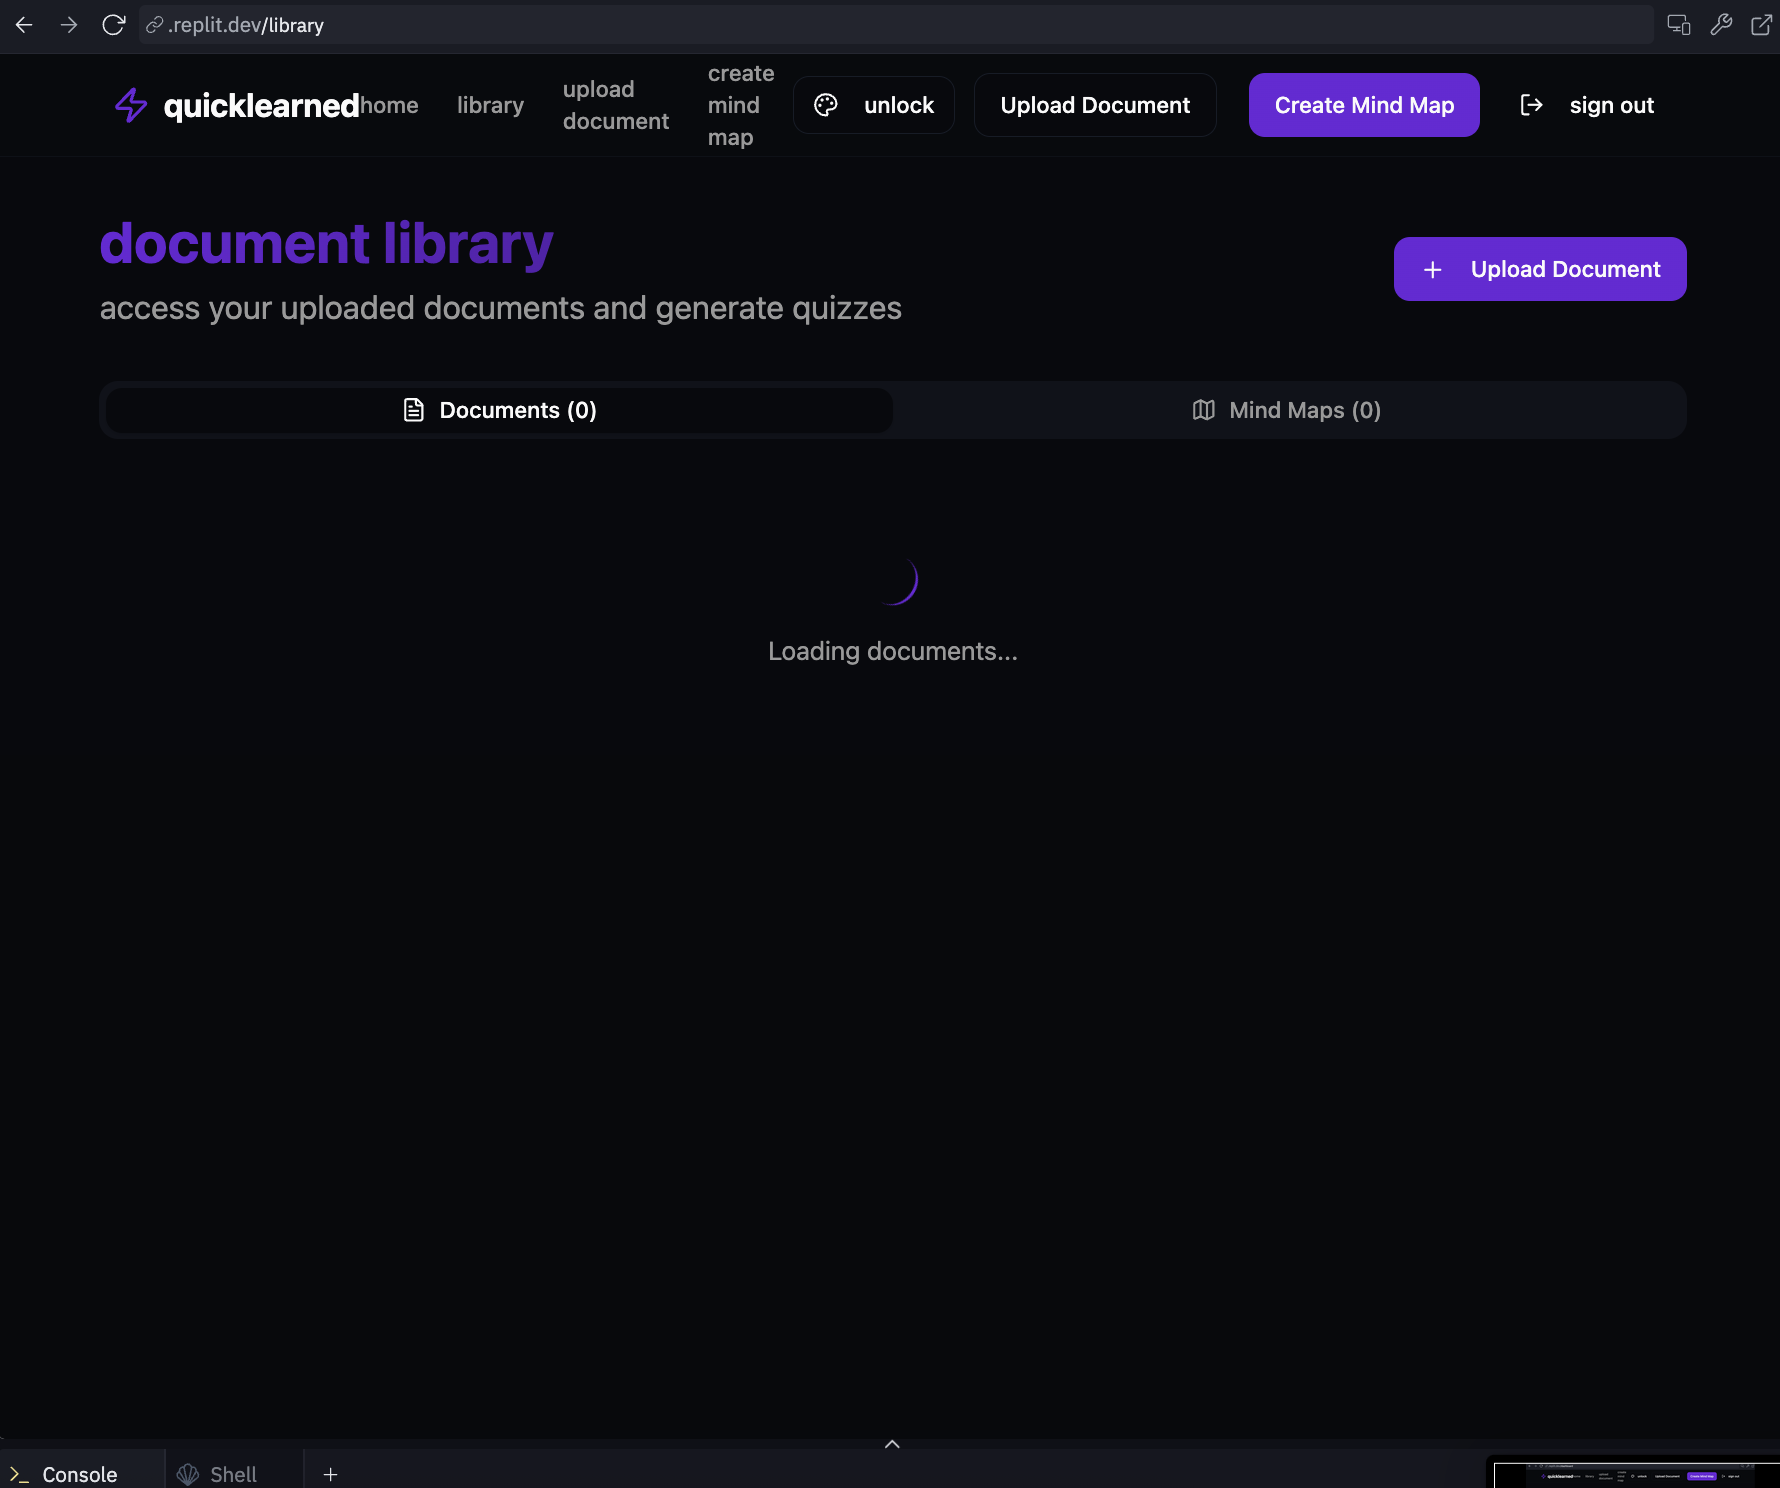 .replit.dev/library
quicklearned
home
library
upload
document
create
mind
map
unlock
Upload Document
Create Mind Map
sign out
document library
access your uploaded documents and generate quizzes
+ Upload Document
Documents (0)
Mind Maps (0)
Loading documents...
Console
Shell
+